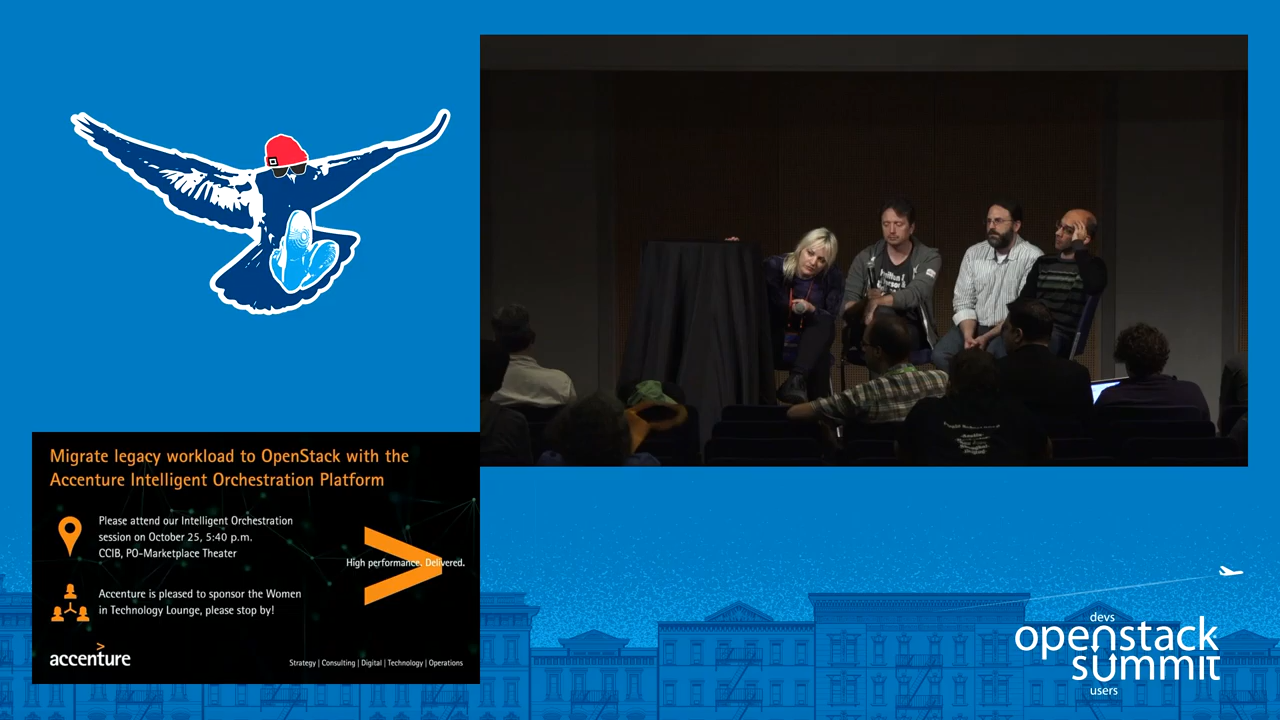 Migrate legacy workload to OpenStack with the
Accenture Intelligent Orchestration Platform
Please attend our Intelligent Orchestration
session on October 25, 5:40 p.m.
CCIB, PO-Marketplace Theater
High performance. Delivered.
Accenture is pleased to sponsor the Women
in Technology Lounge, please stop by!
>
accenture
Strategy | Consulting | Digital | Technology | Operations
devs
openstack
summit
users